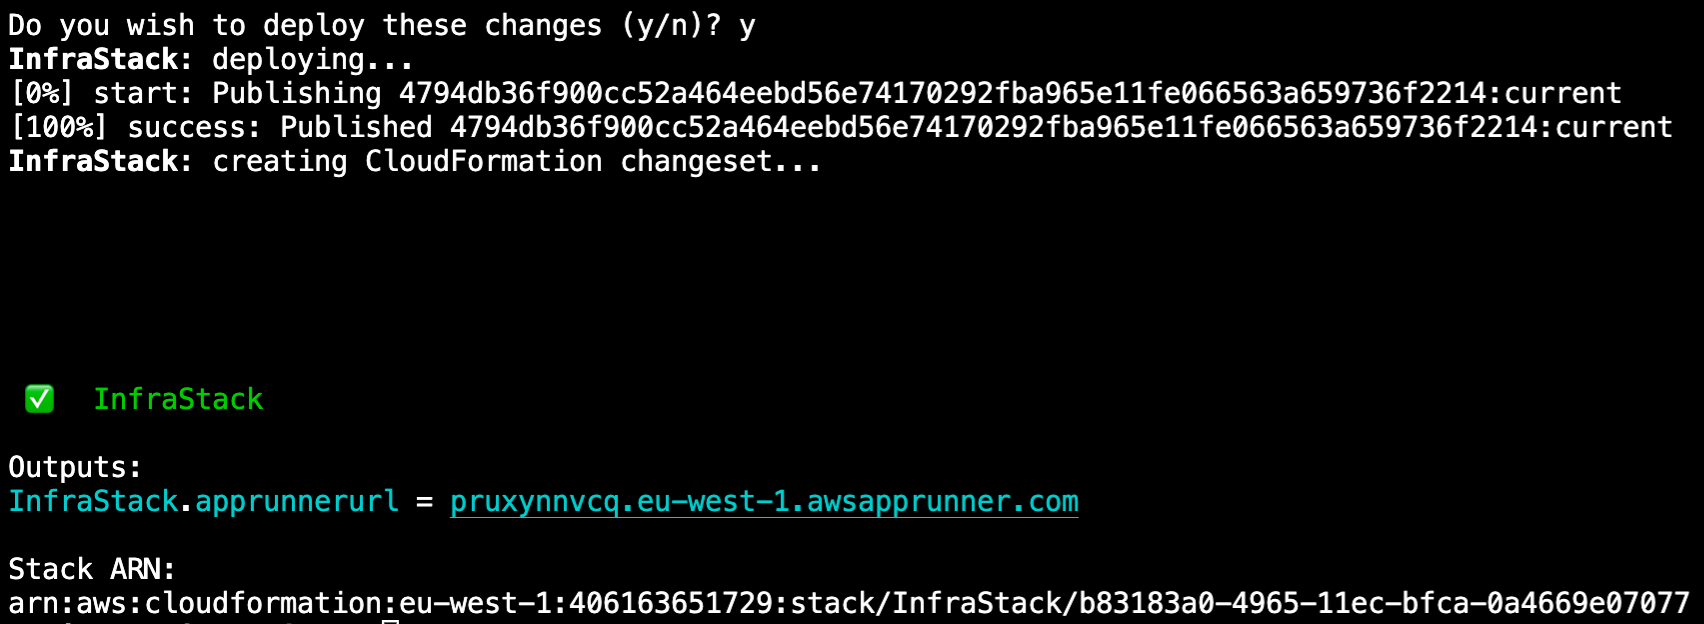 Do you wish to deploy these changes (y/n)? y
InfraStack: deploying...
[0%] start: Publishing 4794db36f900cc52a464eebd56e74170292fba965e11fe066563a659736f2214:current
[100%] success: Published 4794db36f900cc52a464eebd56e74170292fba965e11fe066563a659736f2214:current
InfraStack: creating CloudFormation changeset...
✅ InfraStack
Outputs:
InfraStack.apprunnerurl = pruxynnvcq.eu-west-1.awsapprunner.com
Stack ARN:
arn:aws:cloudformation:eu-west-1:406163651729:stack/InfraStack/b83183a0-4965-11ec-bfca-0a4669e07077